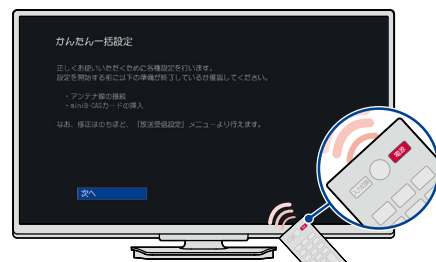 かんたん一括設定
正しくお使いいただくために各種設定を行います。
設定を開始する前に以下の準備が終了しているか確認してください。
・アンテナ線の接続
・miniB-CASカードの挿入
なお、修正はのちほど、「放送受信設定」メニューより行えます。
次へ
電源
入力切換